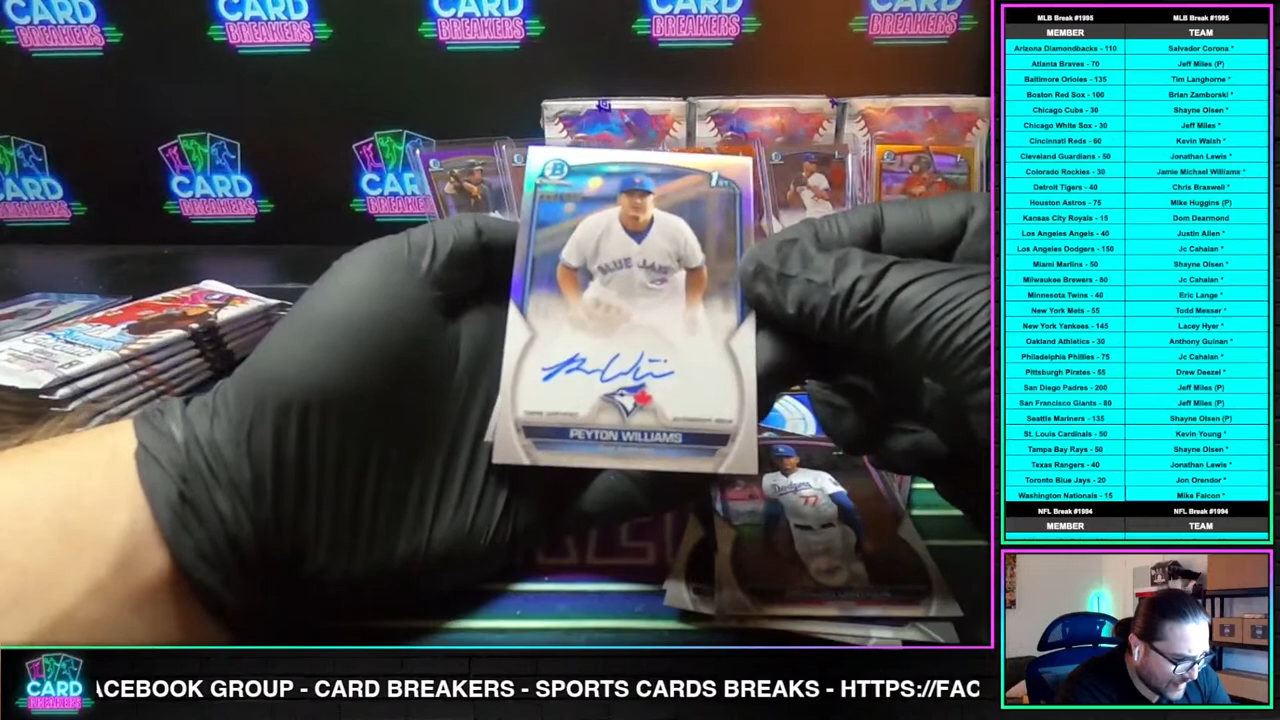 CARD
BREAKERS
CARD
BREAKERS
CARD
BREAKERS
CARD
BREAKERS
CARD
BREAKERS
CARD
BREAKERS
CARD
BREAKERS
CARD
BREAKERS
1st
BLUE JAYS
PEYTON WILLIAMS
Dodgers
77
MLB Break #1995 MLB Break #1995
MEMBER TEAM
Arizona Diamondbacks - 110 Salvador Corona *
Atlanta Braves - 70 Jeff Miles (P)
Baltimore Orioles - 135 Tim Langhorne *
Boston Red Sox - 100 Brian Zamborski *
Chicago Cubs - 30 Shayne Olsen *
Chicago White Sox - 30 Jeff Miles *
Cincinnati Reds - 60 Kevin Walsh *
Cleveland Guardians - 50 Jonathan Lewis *
Colorado Rockies - 30 Jamie Michael Williams *
Detroit Tigers - 40 Chris Braswell *
Houston Astros - 75 Mike Huggins (P)
Kansas City Royals - 15 Dom Dearmond
Los Angeles Angels - 40 Justin Allen *
Los Angeles Dodgers - 150 Jc Cahalan *
Miami Marlins - 50 Shayne Olsen *
Milwaukee Brewers - 80 Jc Cahalan *
Minnesota Twins - 40 Eric Lange *
New York Mets - 55 Todd Messer *
New York Yankees - 145 Lacey Hyer *
Oakland Athletics - 30 Anthony Guinan *
Philadelphia Phillies - 75 Jc Cahalan *
Pittsburgh Pirates - 55 Drew Deezel *
San Diego Padres - 200 Jeff Miles (P)
San Francisco Giants - 80 Jeff Miles (P)
Seattle Mariners - 135 Shayne Olsen (P)
St. Louis Cardinals - 50 Kevin Young *
Tampa Bay Rays - 50 Shayne Olsen *
Texas Rangers - 40 Jonathan Lewis *
Toronto Blue Jays - 20 Jon Orendor *
Washington Nationals - 15 Mike Falcon *
NFL Break #1994 NFL Break #1994
MEMBER TEAM
CARD
BREAKERS
ACEBOOK GROUP - CARD BREAKERS - SPORTS CARDS BREAKS - HTTPS://FAC